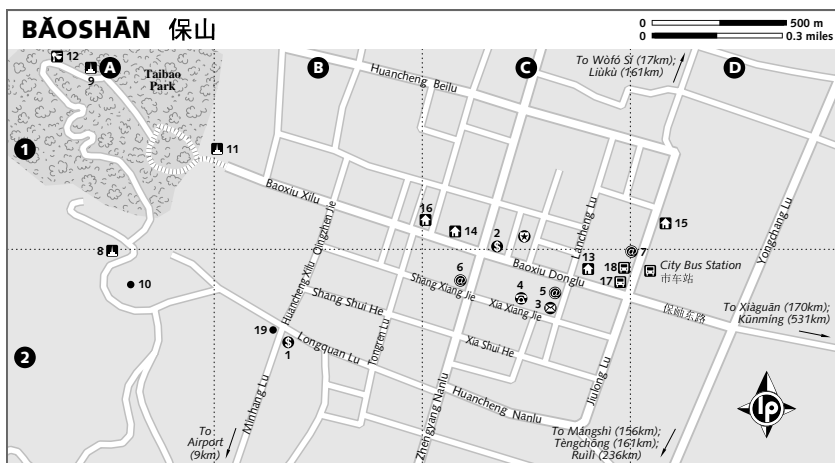 BǍOSHĀN 保山
0 500 m
0 0.3 miles
A
B
C
D
1
2
12
9
Taibao
Park
Huancheng Beilu
To Wòfó Sì (17km);
Liùkù (161km)
11
Baoxiu Xilu
Huancheng Xilu
Qingzhen Jie
16
14
2
Lancheng Lu
15
Yongchang Lu
8
10
6
Shang Xiang Jie
Baoxiu Donglu
13
18
7
17
City Bus Station
市车站
4
5
3
Xia Xiang Jie
To Xiàguān (170km);
Kūnmíng (531km)
Shang Shui He
19
1
Longquan Lu
Tongren Lu
Xia Shui He
Minhang Lu
Huancheng Nanlu
Zhengyang Nanlu
Jiulong Lu
To
Airport
(9km)
To Mángshì (156km);
Téngchōng (161km);
Ruìlì (236km)
lp